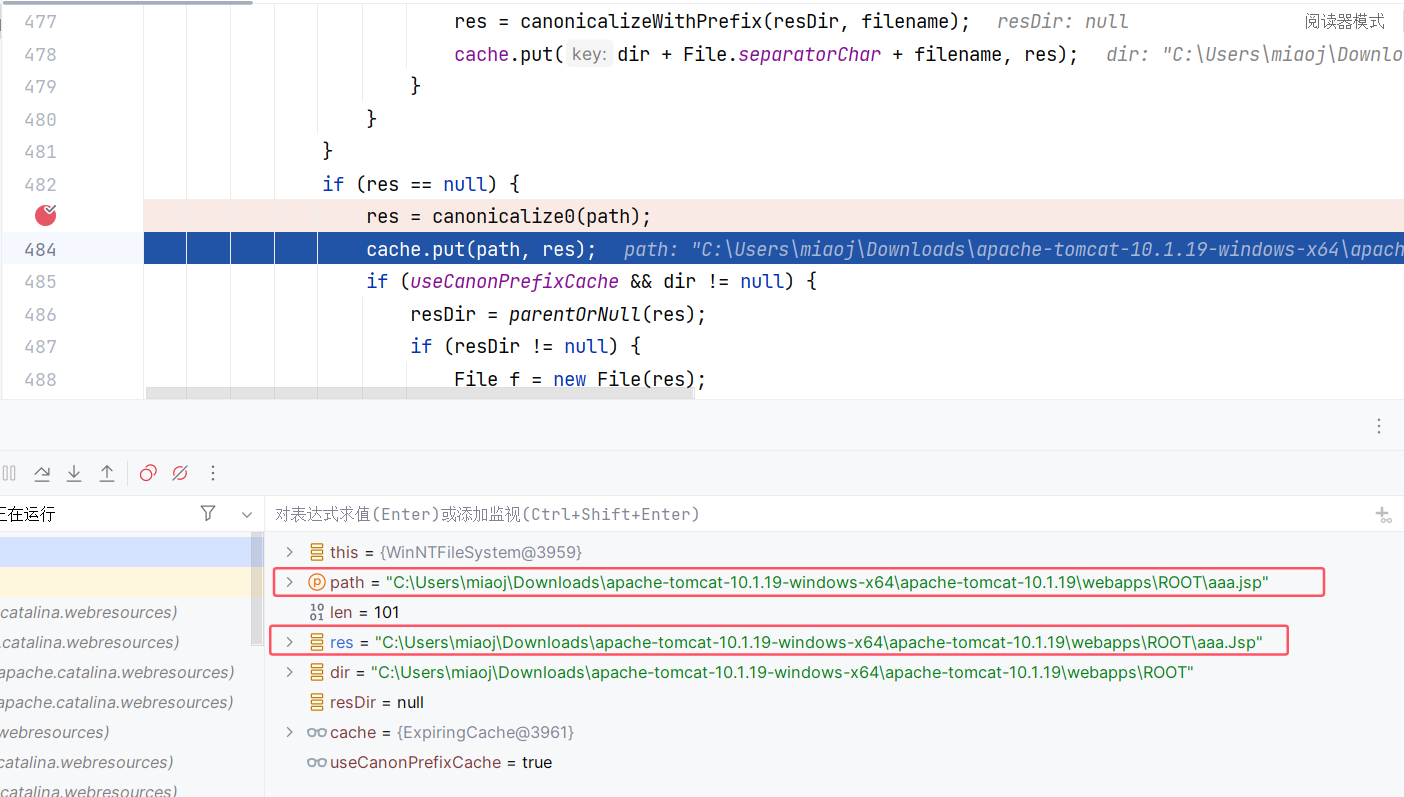 477 res = canonicalizeWithPrefix(resDir, filename); resDir: null 阅读器模式
478 cache.put( key: dir + File.separatorChar + filename, res); dir: "C:\Users\miaoj\Downlo
479 }
480 }
481 }
482 if (res == null) {
res = canonicalize0(path);
484 cache.put(path, res); path: "C:\Users\miaoj\Downloads\apache-tomcat-10.1.19-windows-x64\apach
485 if (useCanonPrefixCache && dir != null) {
486 resDir = parentOrNull(res);
487 if (resDir != null) {
488 File f = new File(res);
正在运行 对表达式求值(Enter)或添加监视(Ctrl+Shift+Enter)
this = {WinNTFileSystem@3959}
path = "C:\Users\miaoj\Downloads\apache-tomcat-10.1.19-windows-x64\apache-tomcat-10.1.19\webapps\ROOT\aaa.jsp"
catalina.webresources) len = 101
catalina.webresources) res = "C:\Users\miaoj\Downloads\apache-tomcat-10.1.19-windows-x64\apache-tomcat-10.1.19\webapps\ROOT\aaa.Jsp"
apache.catalina.webresources) dir = "C:\Users\miaoj\Downloads\apache-tomcat-10.1.19-windows-x64\apache-tomcat-10.1.19\webapps\ROOT"
apache.catalina.webresources) resDir = null
webresources) cache = {ExpiringCache@3961}
catalina.webresources) useCanonPrefixCache = true
catalina.webresources)